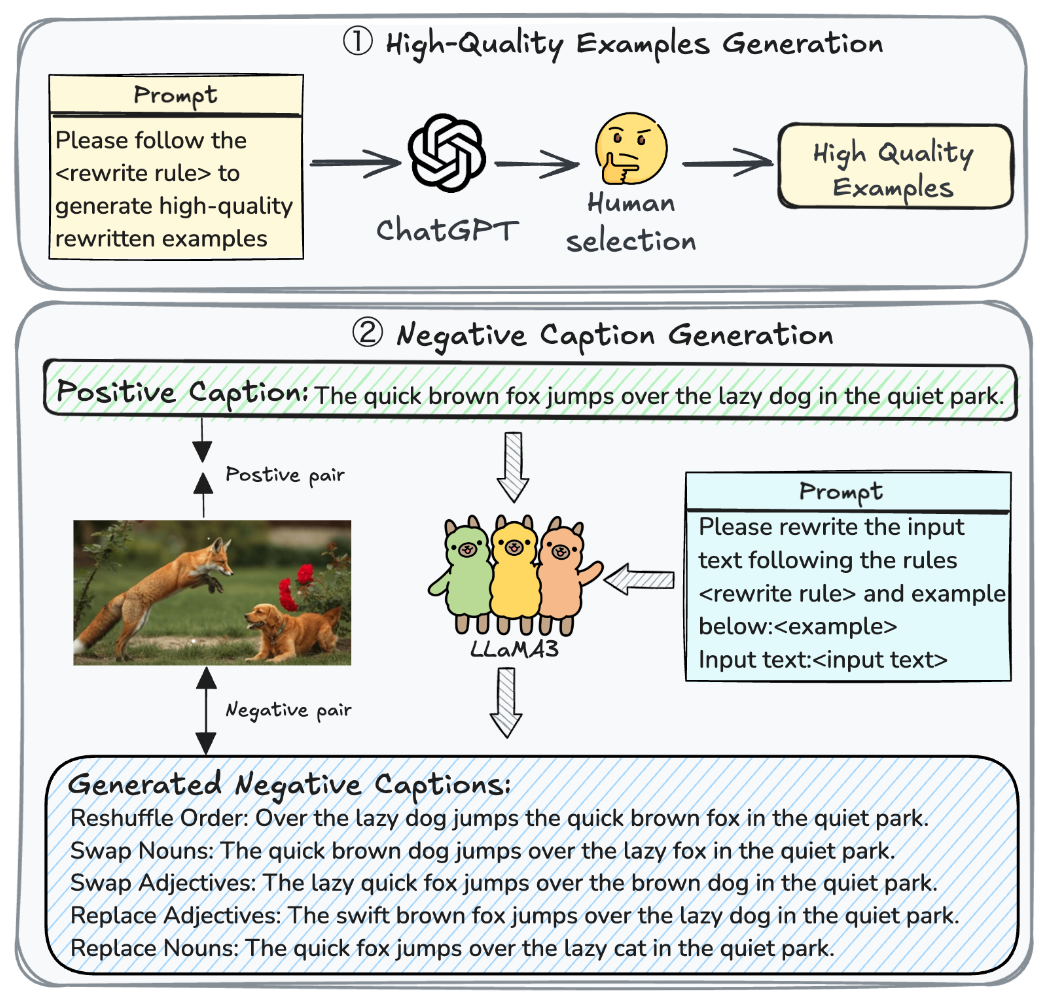 ① High-Quality Examples Generation
Prompt
Please follow the
<rewrite rule> to
generate high-quality
rewritten examples
ChatGPT
Human
selection
High Quality
Examples
② Negative Caption Generation
Positive Caption: The quick brown fox jumps over the lazy dog in the quiet park.
Postive pair
Prompt
Please rewrite the input
text following the rules
<rewrite rule> and example
below:<example>
Input text:<input text>
LLaMA3
Negative pair
Generated Negative Captions:
Reshuffle Order: Over the lazy dog jumps the quick brown fox in the quiet park.
Swap Nouns: The quick brown dog jumps over the lazy fox in the quiet park.
Swap Adjectives: The lazy quick fox jumps over the brown dog in the quiet park.
Replace Adjectives: The swift brown fox jumps over the lazy dog in the quiet park.
Replace Nouns: The quick fox jumps over the lazy cat in the quiet park.